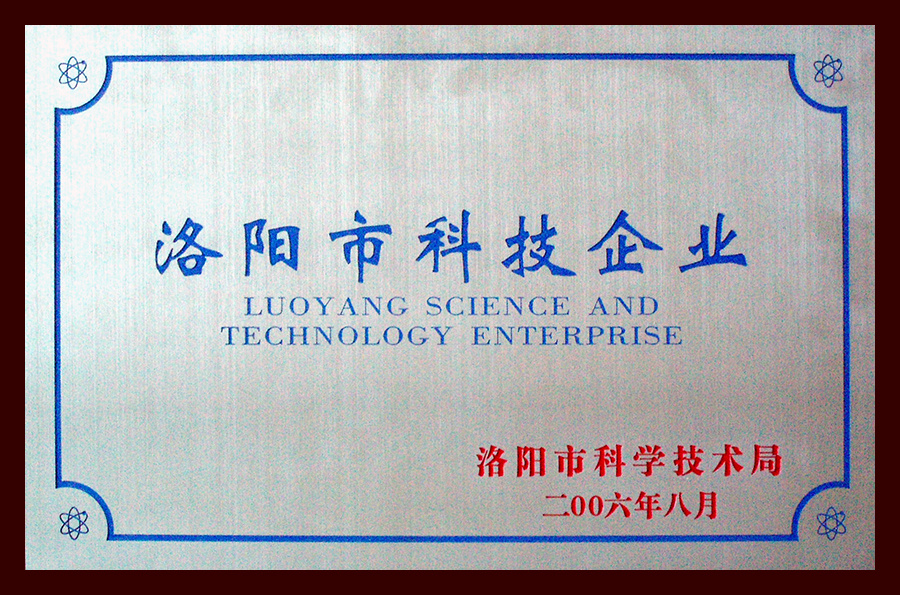 洛阳市科技企业
LUOYANG SCIENCE AND
TECHNOLOGY ENTERPRISE
洛阳市科学技术局
二00六年八月